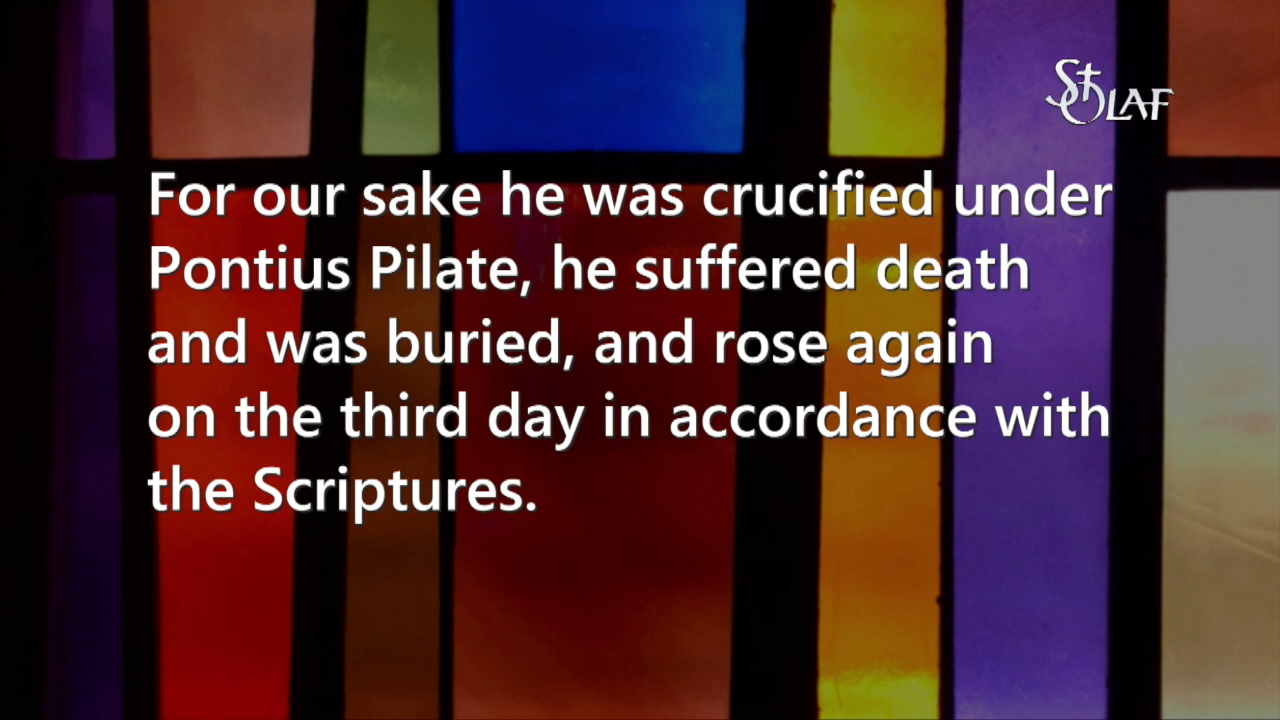 St OLAF
For our sake he was crucified under
Pontius Pilate, he suffered death
and was buried, and rose again
on the third day in accordance with
the Scriptures.